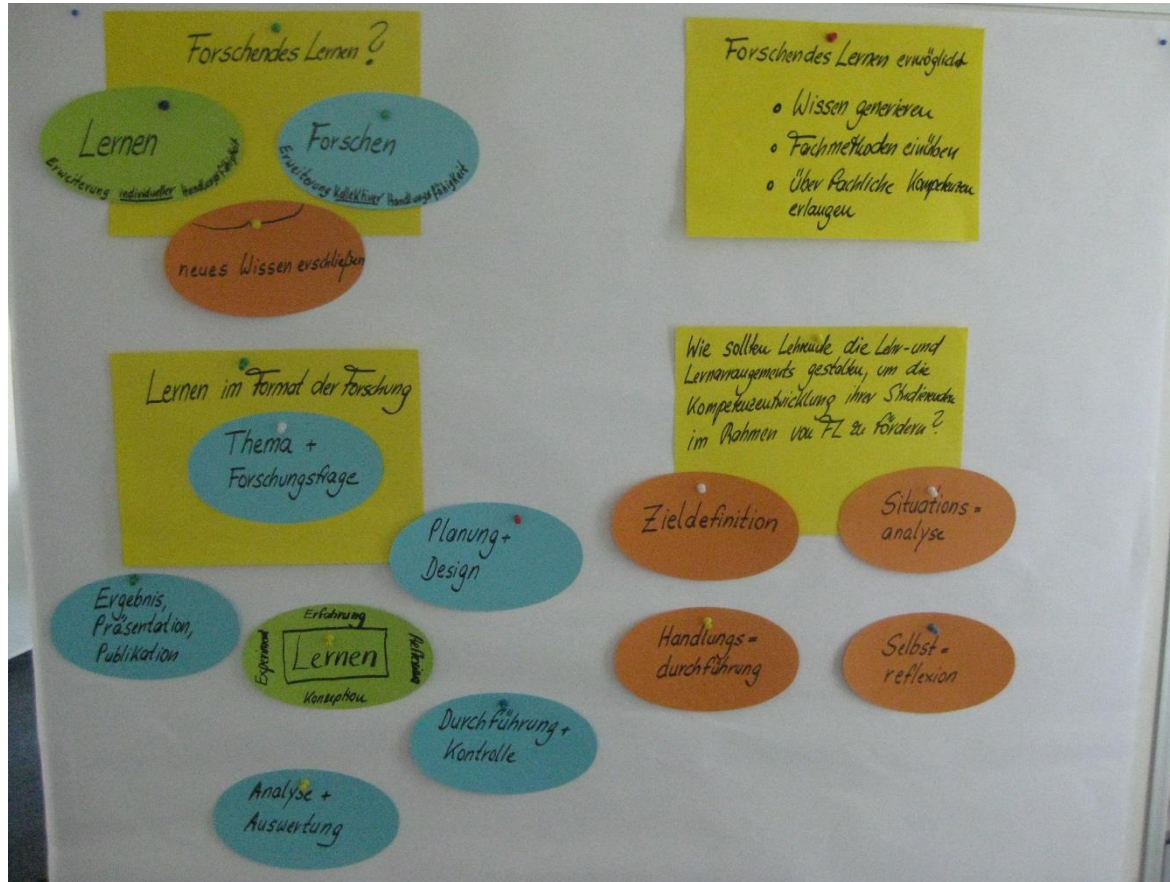 Forschendes Lernen?
Lernen
Erweiterung individueller Handlungsfähigkeit
Forschen
Erweiterung kollektiver Handlungsfähigkeit
neues Wissen erschließen
Forschendes Lernen ermöglicht
• Wissen generieren
• Fachmethoden einüben
• Über fachliche Kompetenzen
erlangen
Lernen im Format der Forschung
Thema +
Forschungsfrage
Planung +
Design
Durchführung +
Kontrolle
Analyse +
Auswertung
Ergebnis,
Präsentation,
Publikation
Erfahrung
Reflexion
Konzeption
Experiment
Lernen
Wie sollten Lehrende die Lehr- und
Lernarrangements gestalten, um die
Kompetenzentwicklung ihrer Studierenden
im Rahmen von FL zu fördern?
Zieldefinition
Situations=
analyse
Handlungs=
durchführung
Selbst=
reflexion